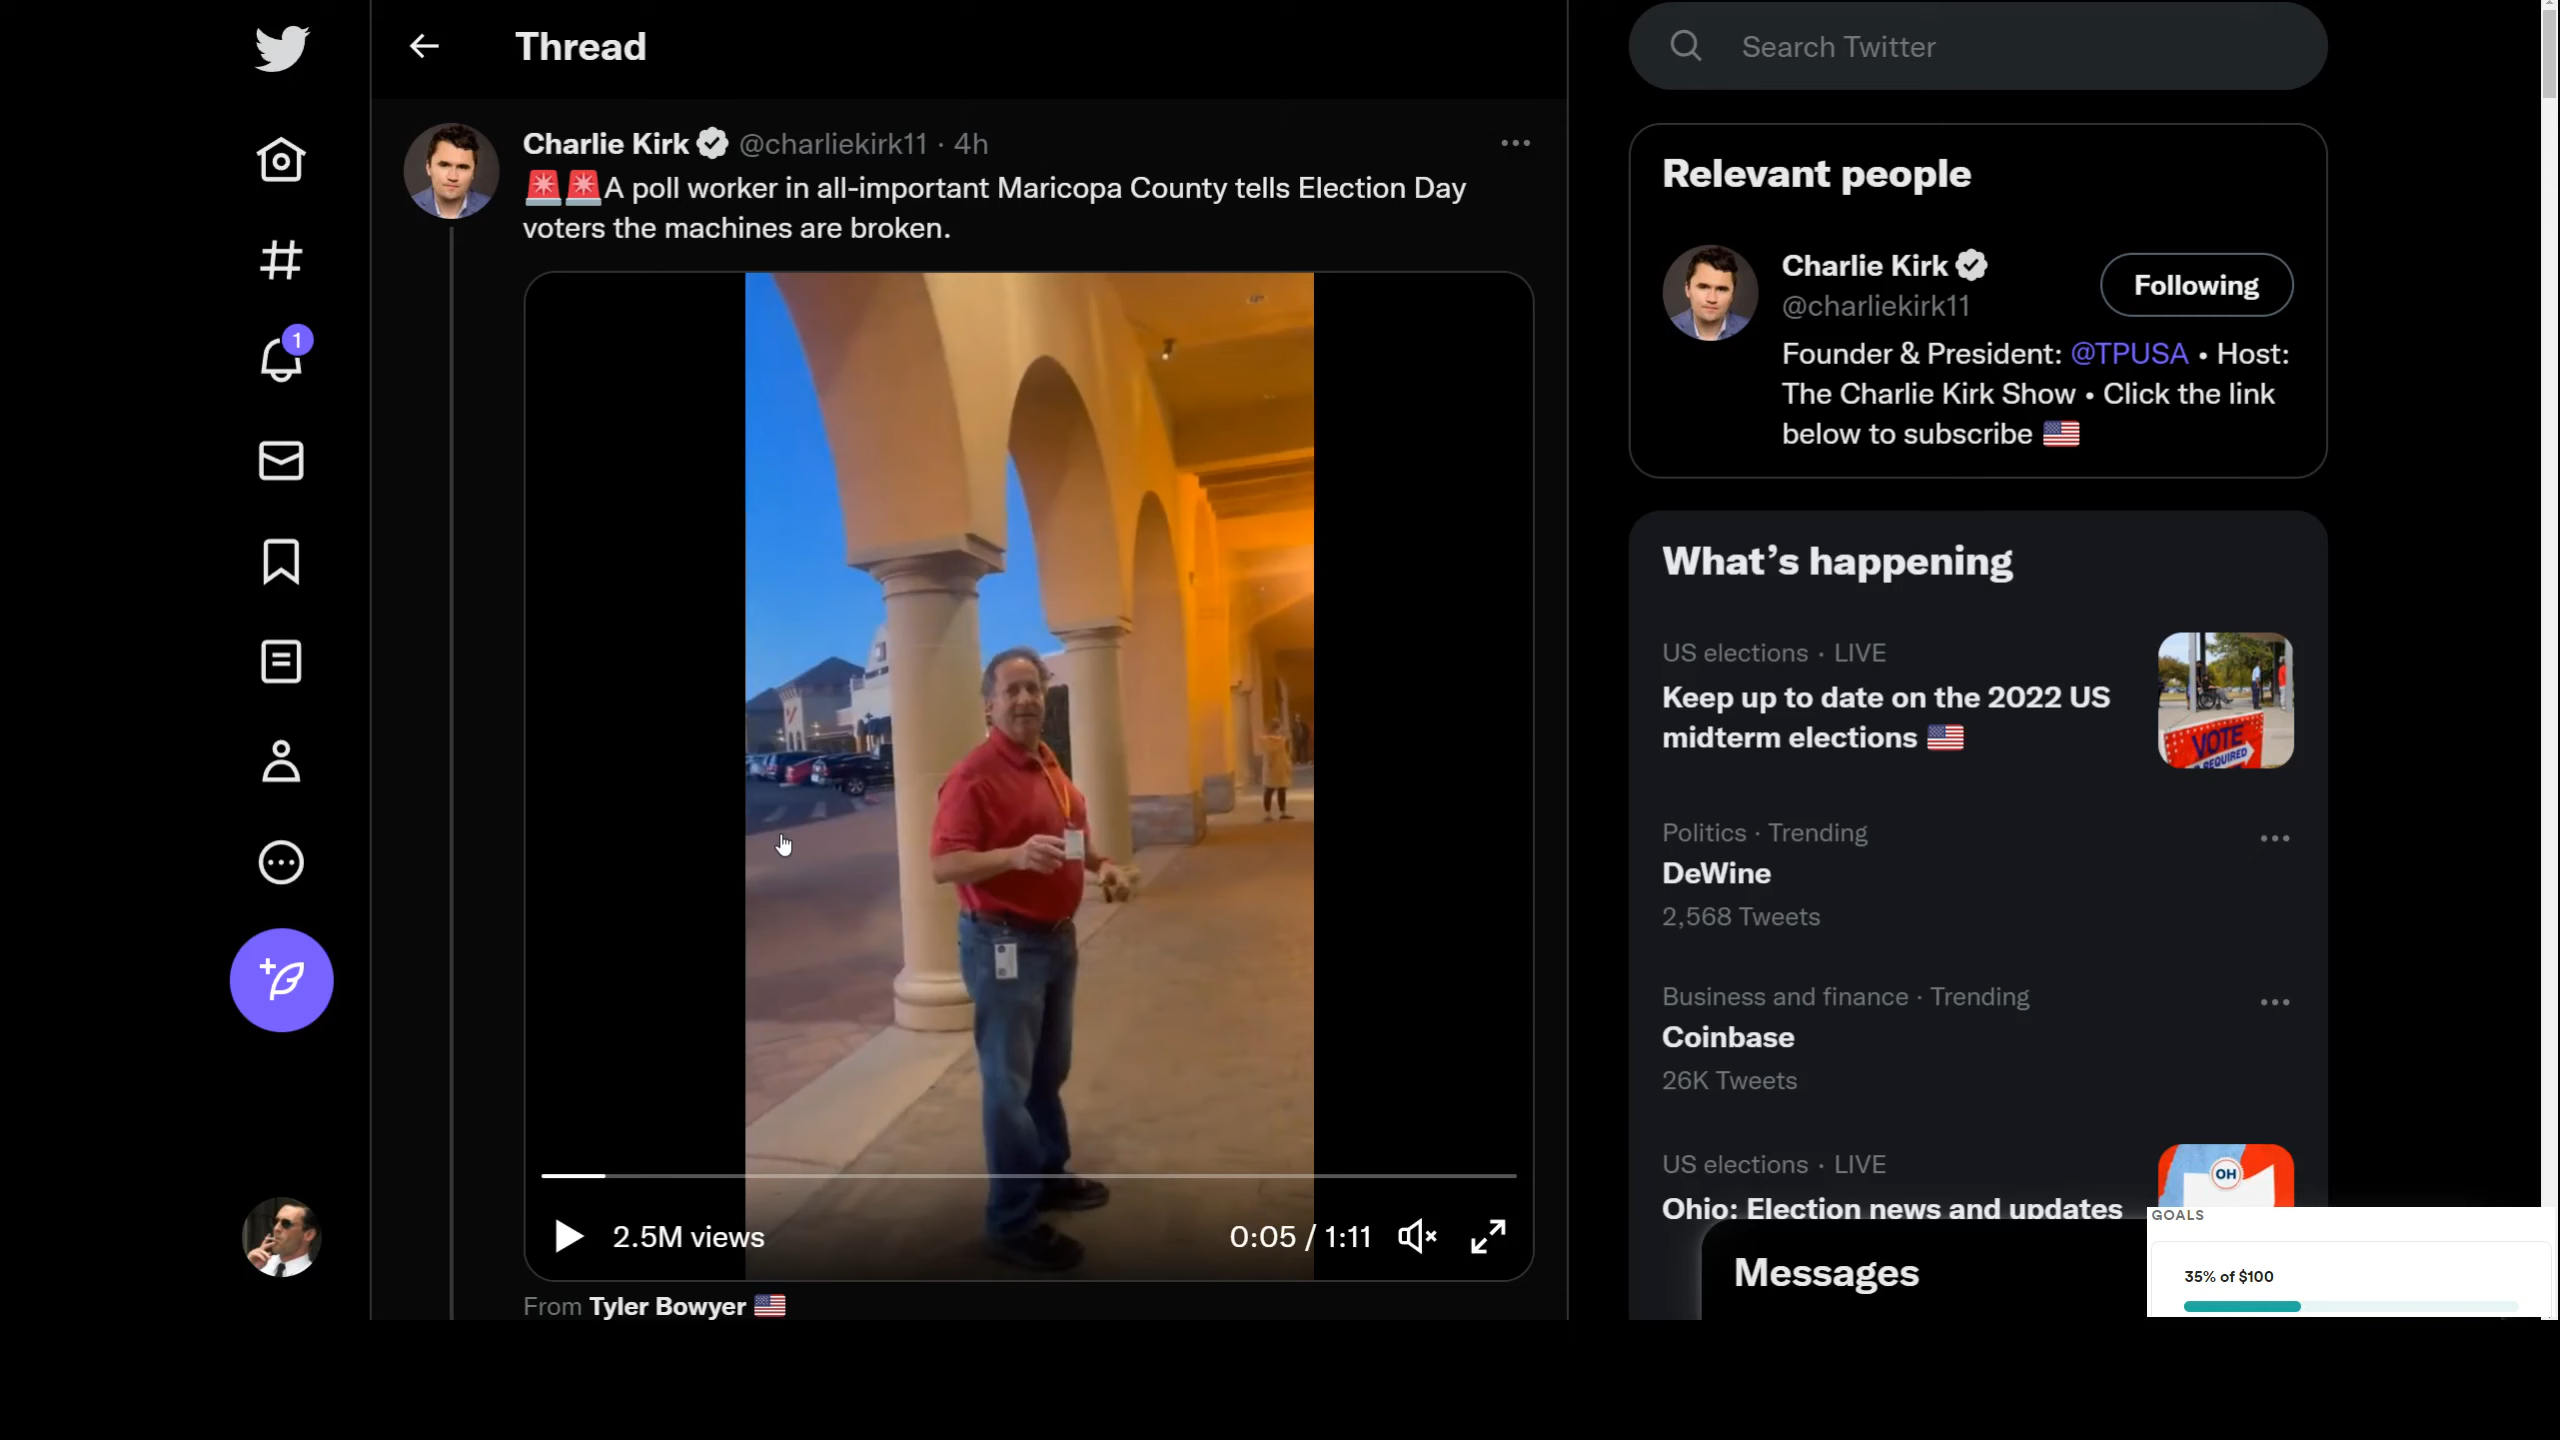 Thread
Charlie Kirk @charliekirk11 · 4h
🚨🚨A poll worker in all-important Maricopa County tells Election Day
voters the machines are broken.
2.5M views
0:05 / 1:11
From Tyler Bowyer 🇺🇸
1
Search Twitter
Relevant people
Charlie Kirk
@charliekirk11
Following
Founder & President: @TPUSA • Host:
The Charlie Kirk Show • Click the link
below to subscribe 🇺🇸
What's happening
US elections · LIVE
Keep up to date on the 2022 US
midterm elections 🇺🇸
VOTE
REQUIRED
Politics · Trending
DeWine
2,568 Tweets
Business and finance · Trending
Coinbase
26K Tweets
US elections · LIVE
Ohio: Election news and updates
OH
Messages
GOALS
35% of $100